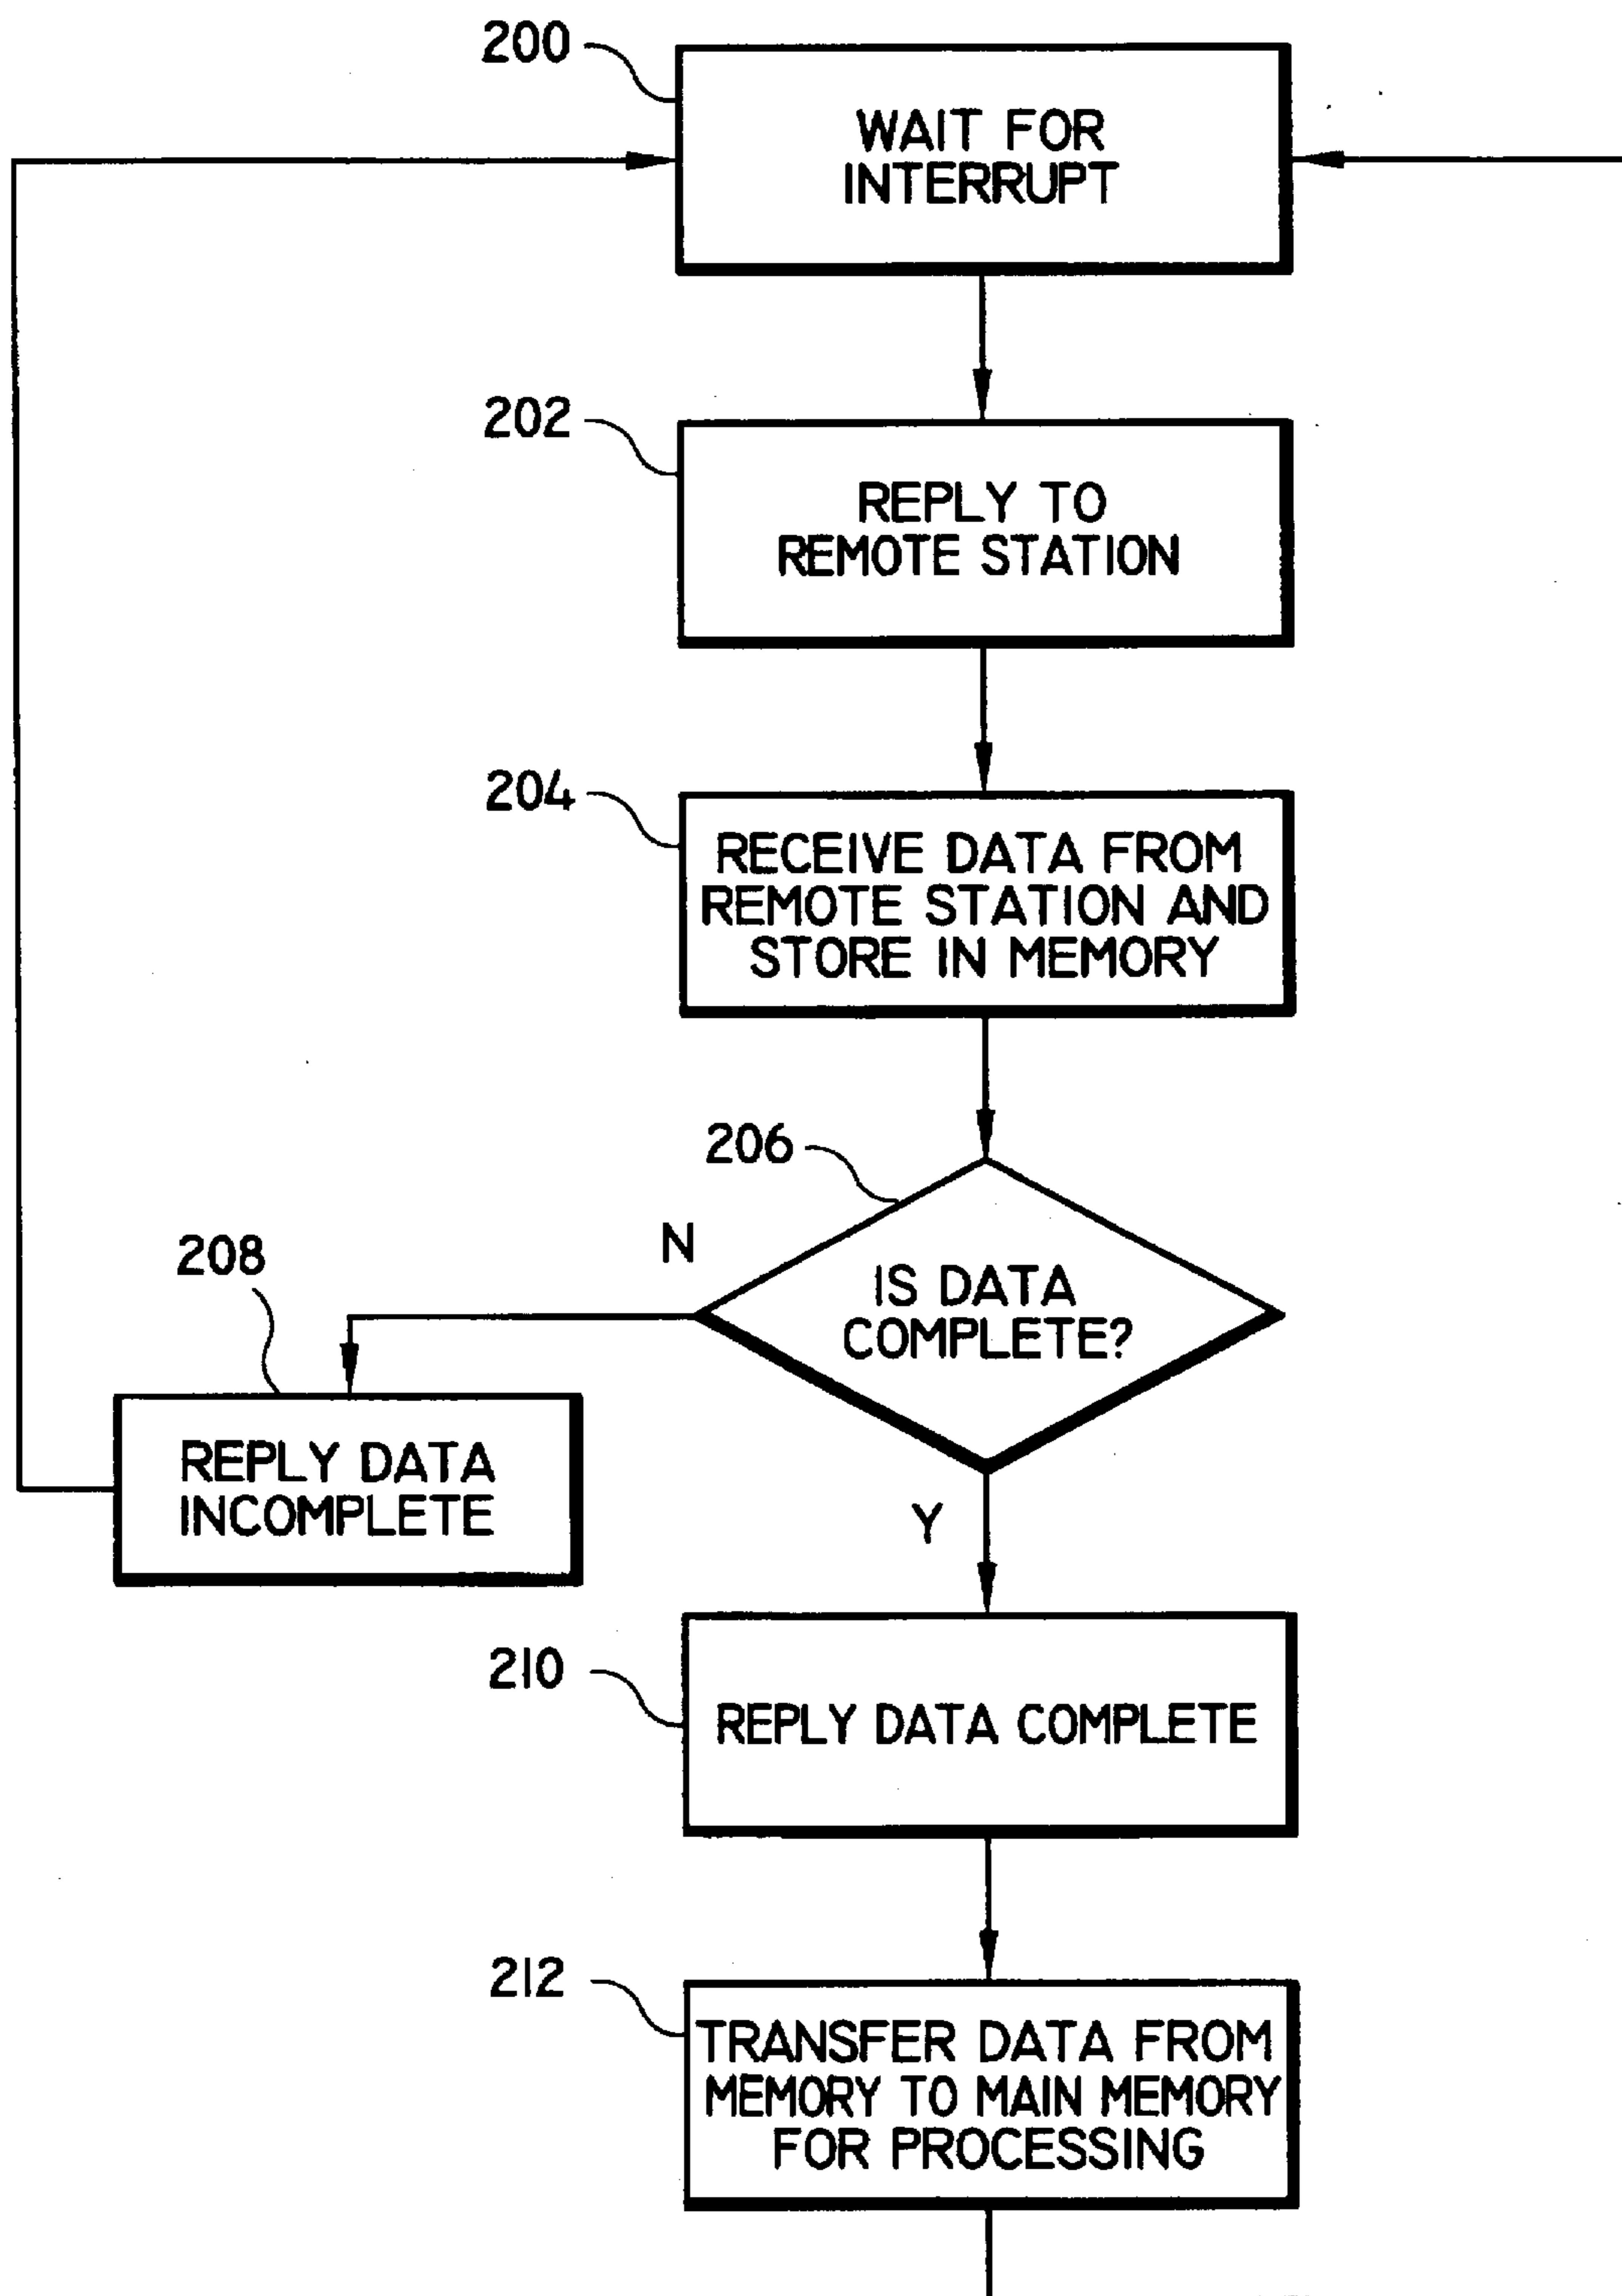 200
WAIT FOR
INTERRUPT
202
REPLY TO
REMOTE STATION
204
RECEIVE DATA FROM
REMOTE STATION AND
STORE IN MEMORY
206
N
IS DATA
COMPLETE?
208
REPLY DATA
INCOMPLETE
Y
210
REPLY DATA COMPLETE
212
TRANSFER DATA FROM
MEMORY TO MAIN MEMORY
FOR PROCESSING